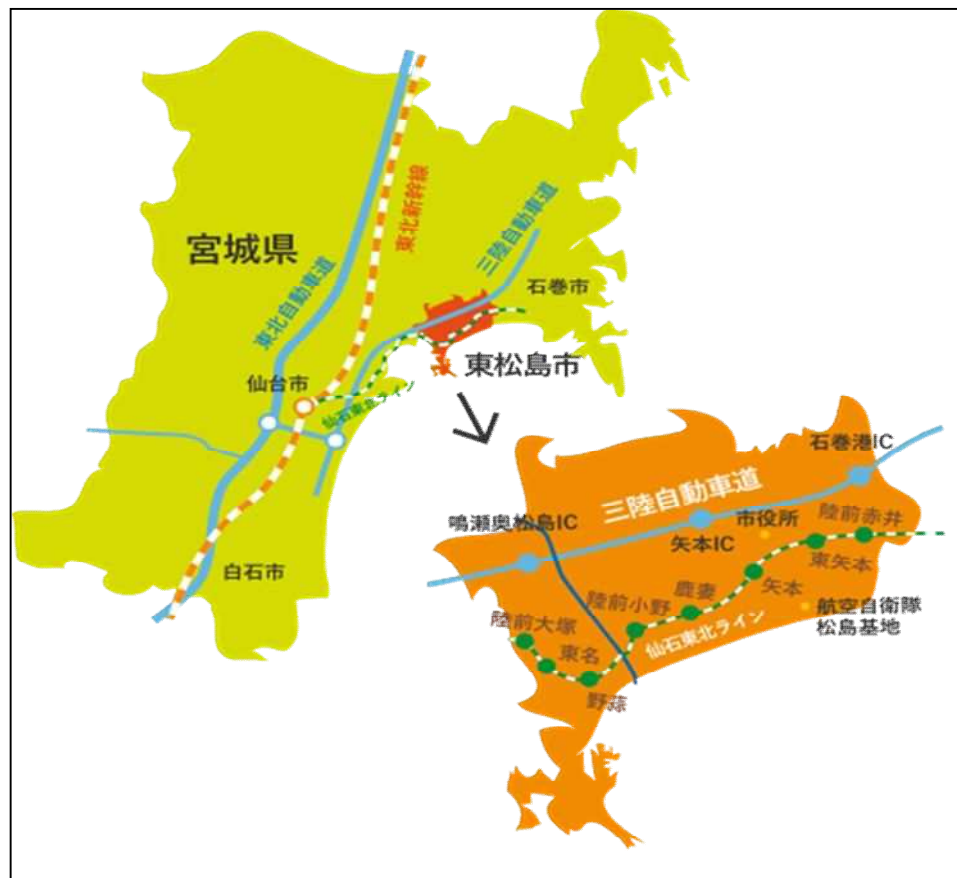 宮城県
東北自動車道
東北新幹線
三陸自動車道
石巻市
仙台市
仙石東北ライン
東松島市
白石市
石巻港IC
三陸自動車道
鳴瀬奥松島IC
市役所
陸前赤井
矢本IC
東矢本
矢本
鹿妻
陸前小野
航空自衛隊
松島基地
陸前大塚
仙石東北ライン
東名
野蒜